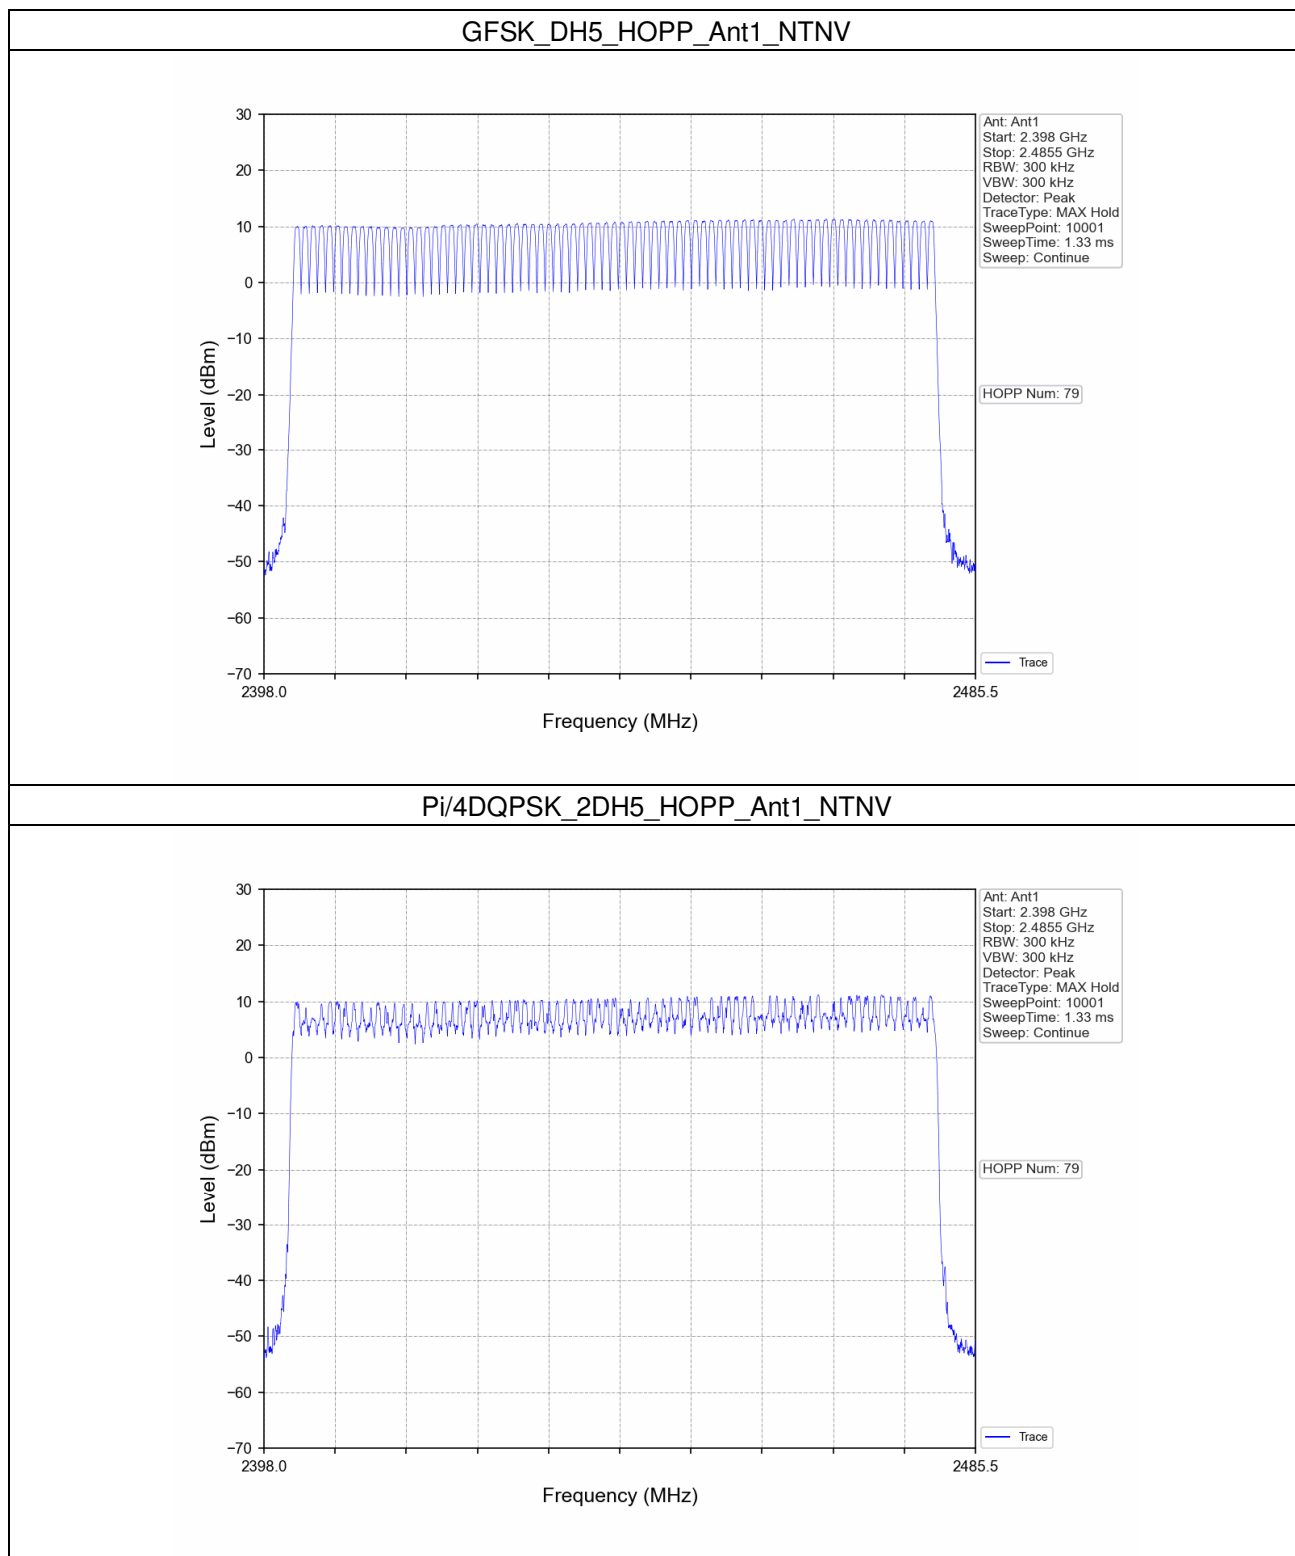 GFSK_DH5_HOPP_Ant1_NTNV
30
20
10
0
−10
−20
−30
−40
−50
−60
−70
Level (dBm)
2398.0
2485.5
Frequency (MHz)
Ant: Ant1
Start: 2.398 GHz
Stop: 2.4855 GHz
RBW: 300 kHz
VBW: 300 kHz
Detector: Peak
TraceType: MAX Hold
SweepPoint: 10001
SweepTime: 1.33 ms
Sweep: Continue
HOPP Num: 79
Trace
Pi/4DQPSK_2DH5_HOPP_Ant1_NTNV
30
20
10
0
−10
−20
−30
−40
−50
−60
−70
Level (dBm)
2398.0
2485.5
Frequency (MHz)
Ant: Ant1
Start: 2.398 GHz
Stop: 2.4855 GHz
RBW: 300 kHz
VBW: 300 kHz
Detector: Peak
TraceType: MAX Hold
SweepPoint: 10001
SweepTime: 1.33 ms
Sweep: Continue
HOPP Num: 79
Trace